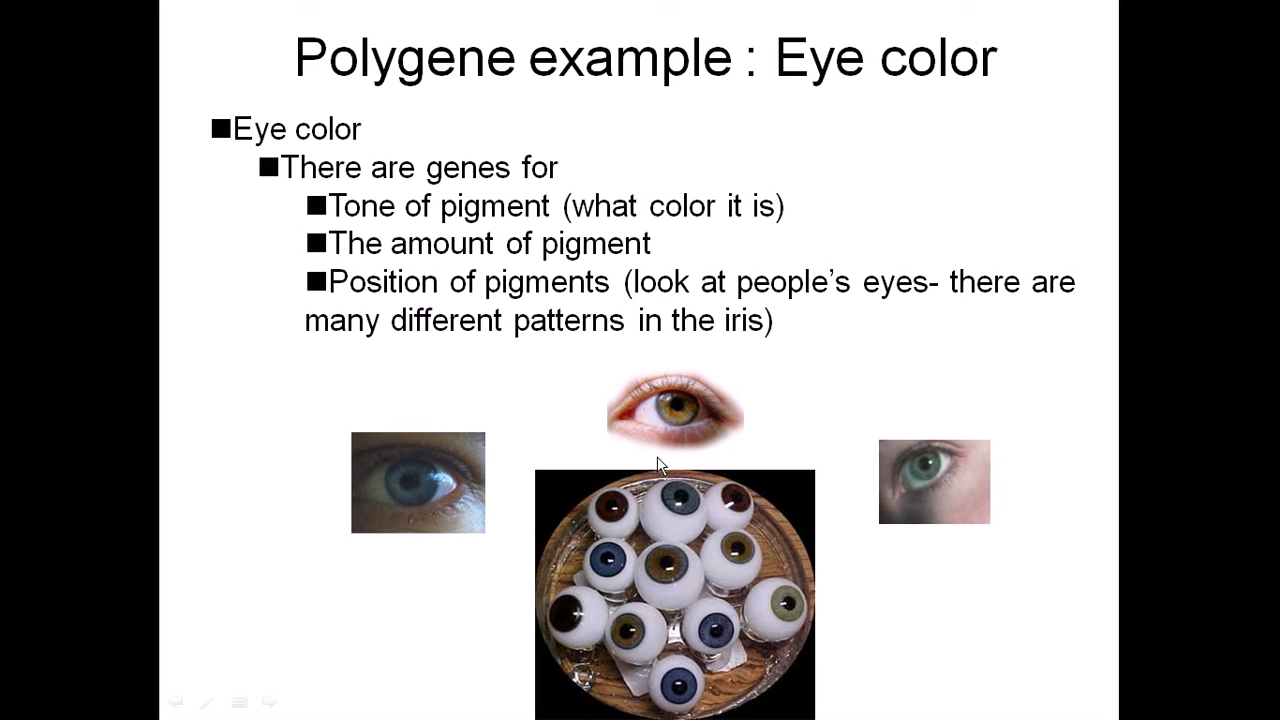 Polygene example : Eye color
■Eye color
■There are genes for
■Tone of pigment (what color it is)
■The amount of pigment
■Position of pigments (look at people’s eyes- there are
many different patterns in the iris)